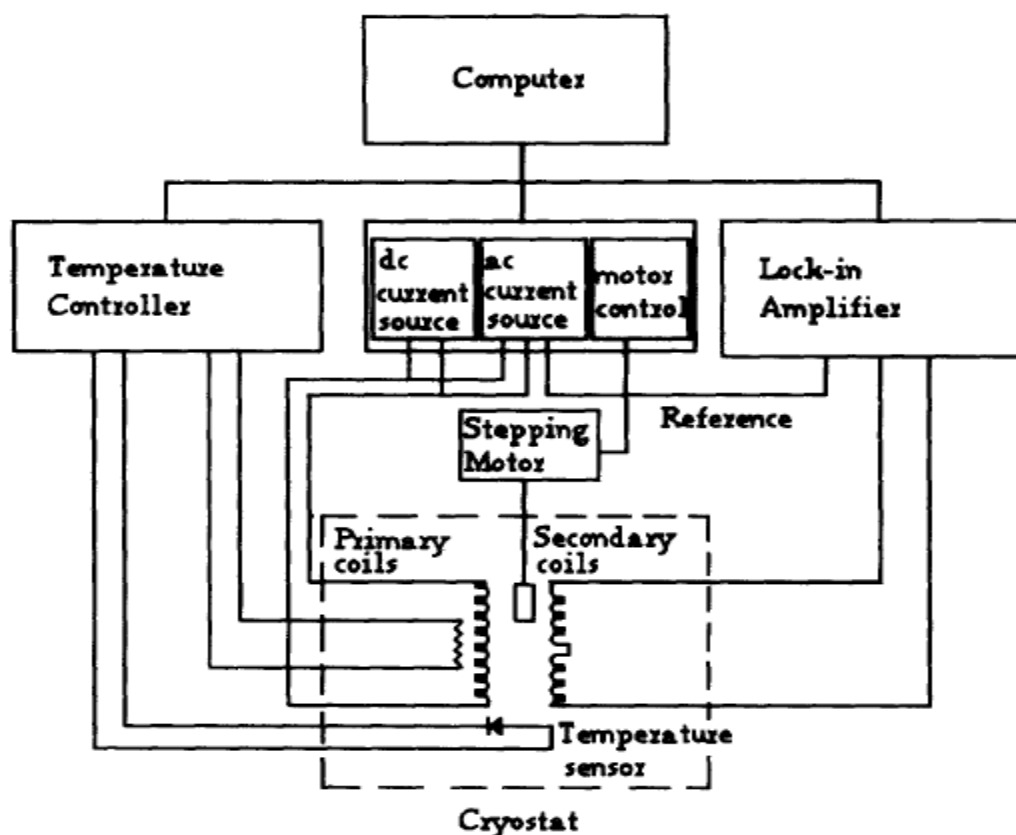 Computer
Temperature
Controller
dc
current
source
ac
current
source
motor
control
Lock-in
Amplifier
Reference
Stepping
Motor
Primary
coils
Secondary
coils
Temperature
sensor
Cryostat